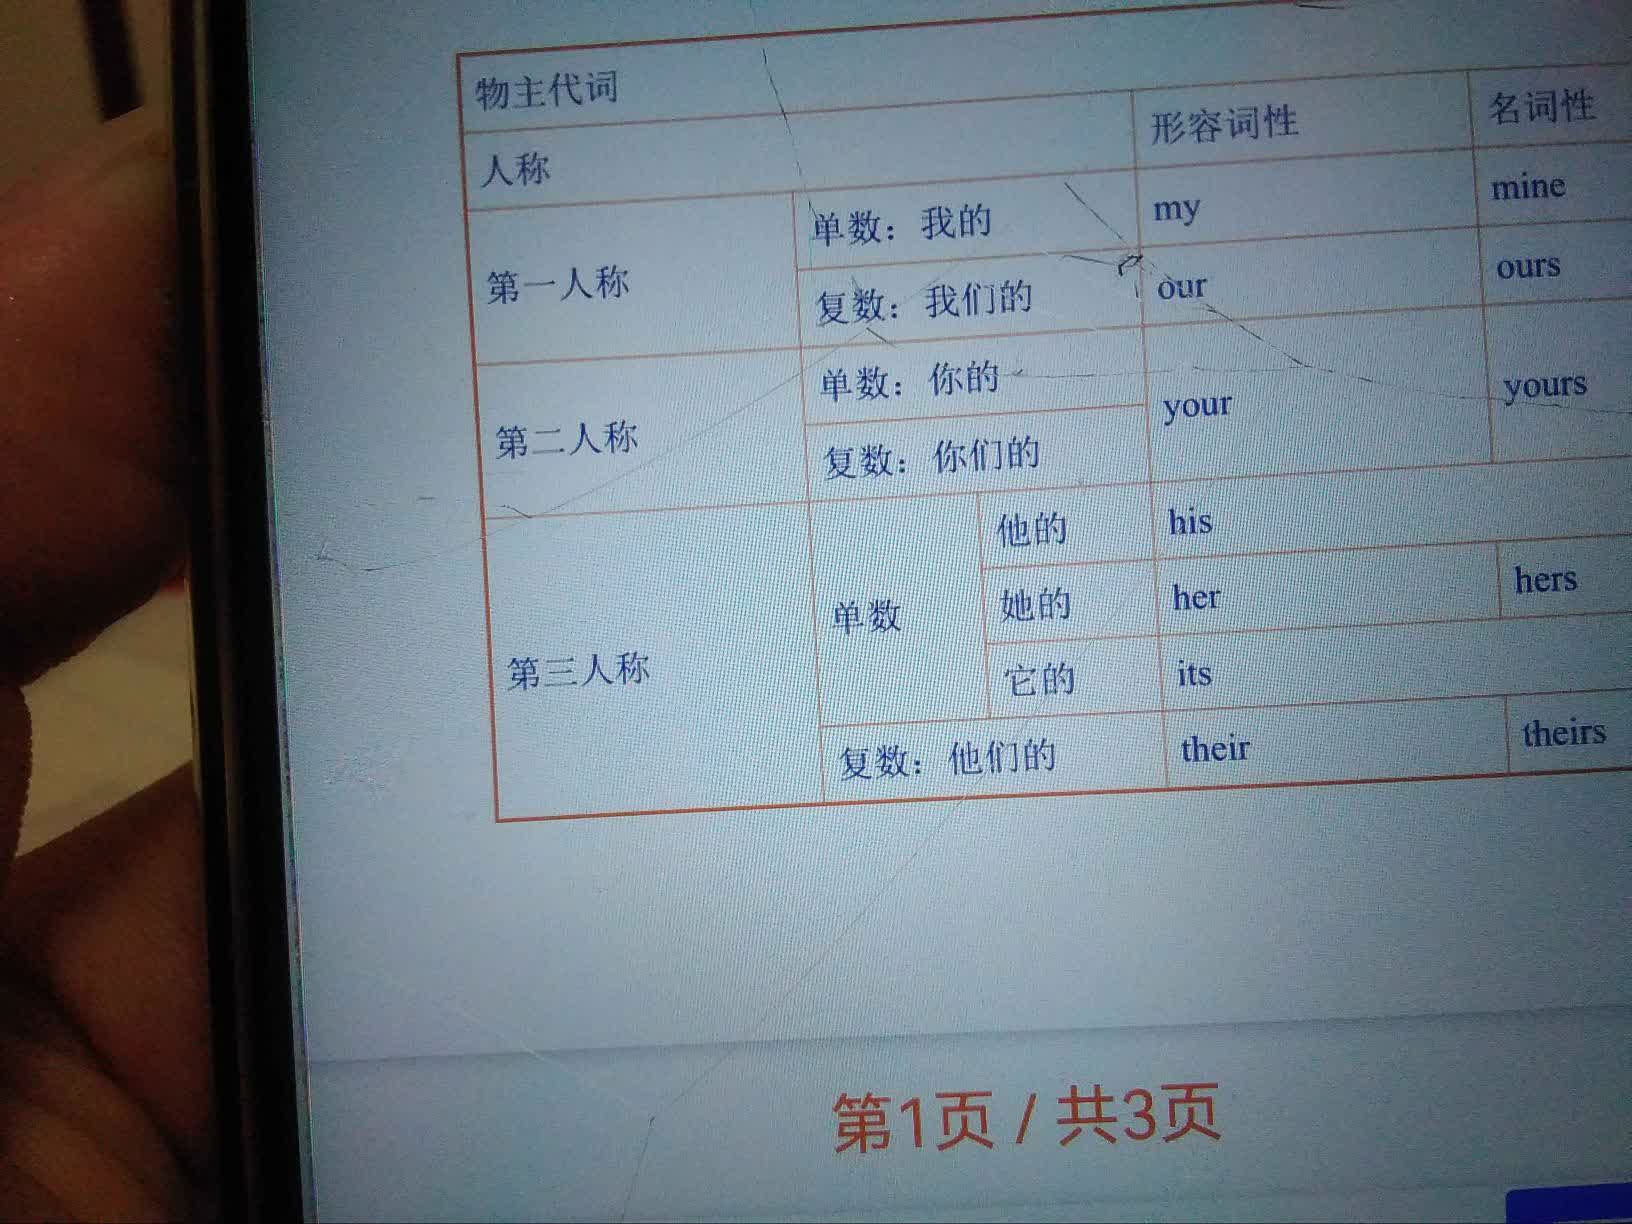 物主代词
人称 形容词性 名词性
第一人称 单数：我的 my mine
复数：我们的 our ours
第二人称 单数：你的 your yours
复数：你们的
第三人称 单数 他的 his
她的 her hers
它的 its
复数：他们的 their theirs
第1页 / 共3页